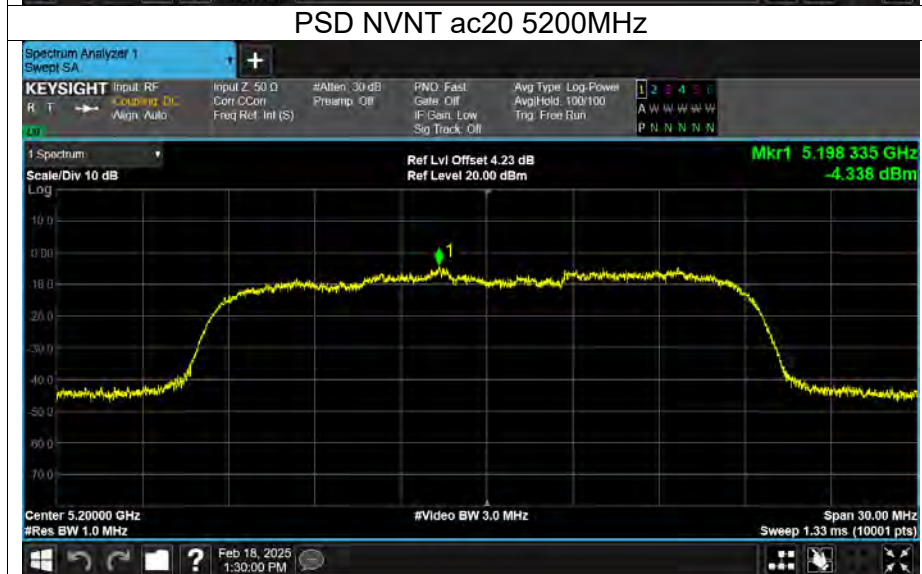 PSD NVNT ac20 5200MHz
Spectrum Analyzer 1
Swept SA
+
KEYSIGHT Input: RF Input Z: 50 Ω #Atten: 30 dB PNO: Fast Avg Type: Log-Power 1 2 3 4 5 6
R T Coupling: DC Corr CCorr Preamp: Off Gate: Off Avg|Hold: 100/100 A W W W W W
Align: Auto Freq Ref: Int (S) IF Gain: Low Trig: Free Run
Sig Track: Off P N N N N N
1 Spectrum Ref Lvl Offset 4.23 dB Mkr1 5.198 335 GHz
Scale/Div 10 dB Ref Level 20.00 dBm -4.338 dBm
Log
10.0
0.00
1
-10.0
-20.0
-30.0
-40.0
-50.0
-60.0
-70.0
Center 5.20000 GHz #Video BW 3.0 MHz Span 30.00 MHz
#Res BW 1.0 MHz Sweep 1.33 ms (10001 pts)
? Feb 18, 2025
1:30:00 PM